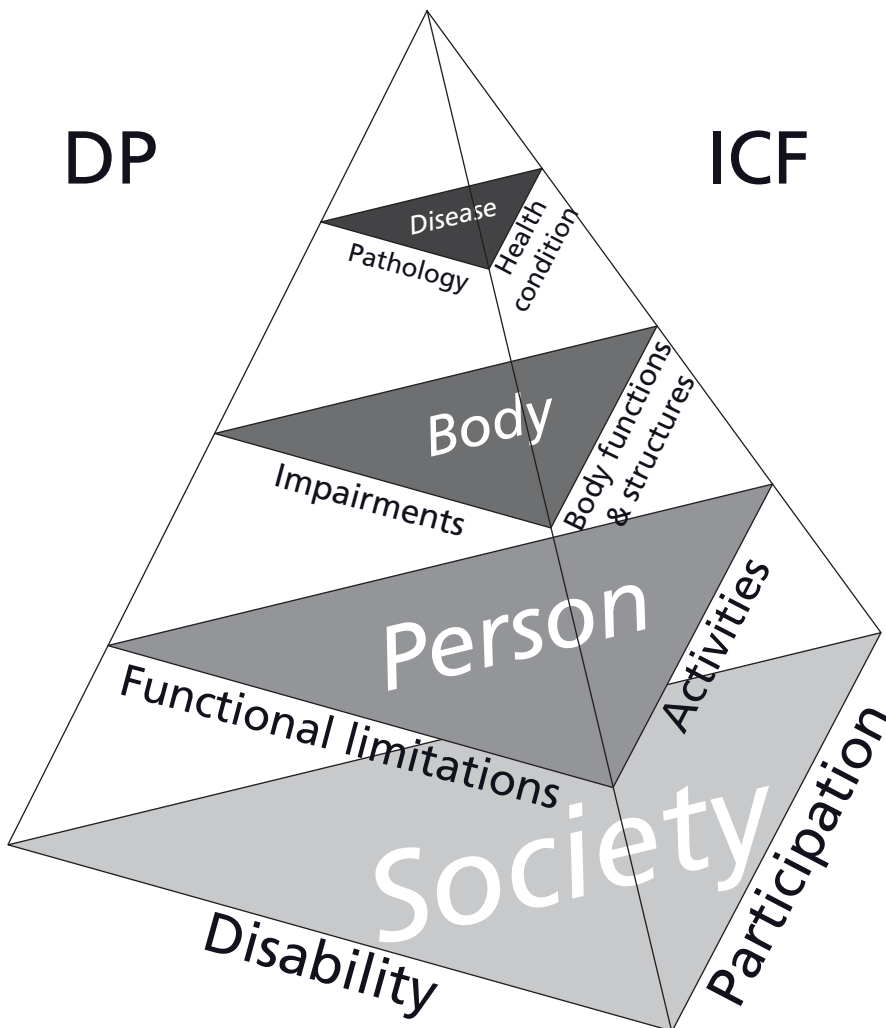 DP
ICF
Disease
Pathology
Health
condition
Body
Impairments
Body functions
& structures
Person
Functional limitations
Activities
Society
Disability
Participation